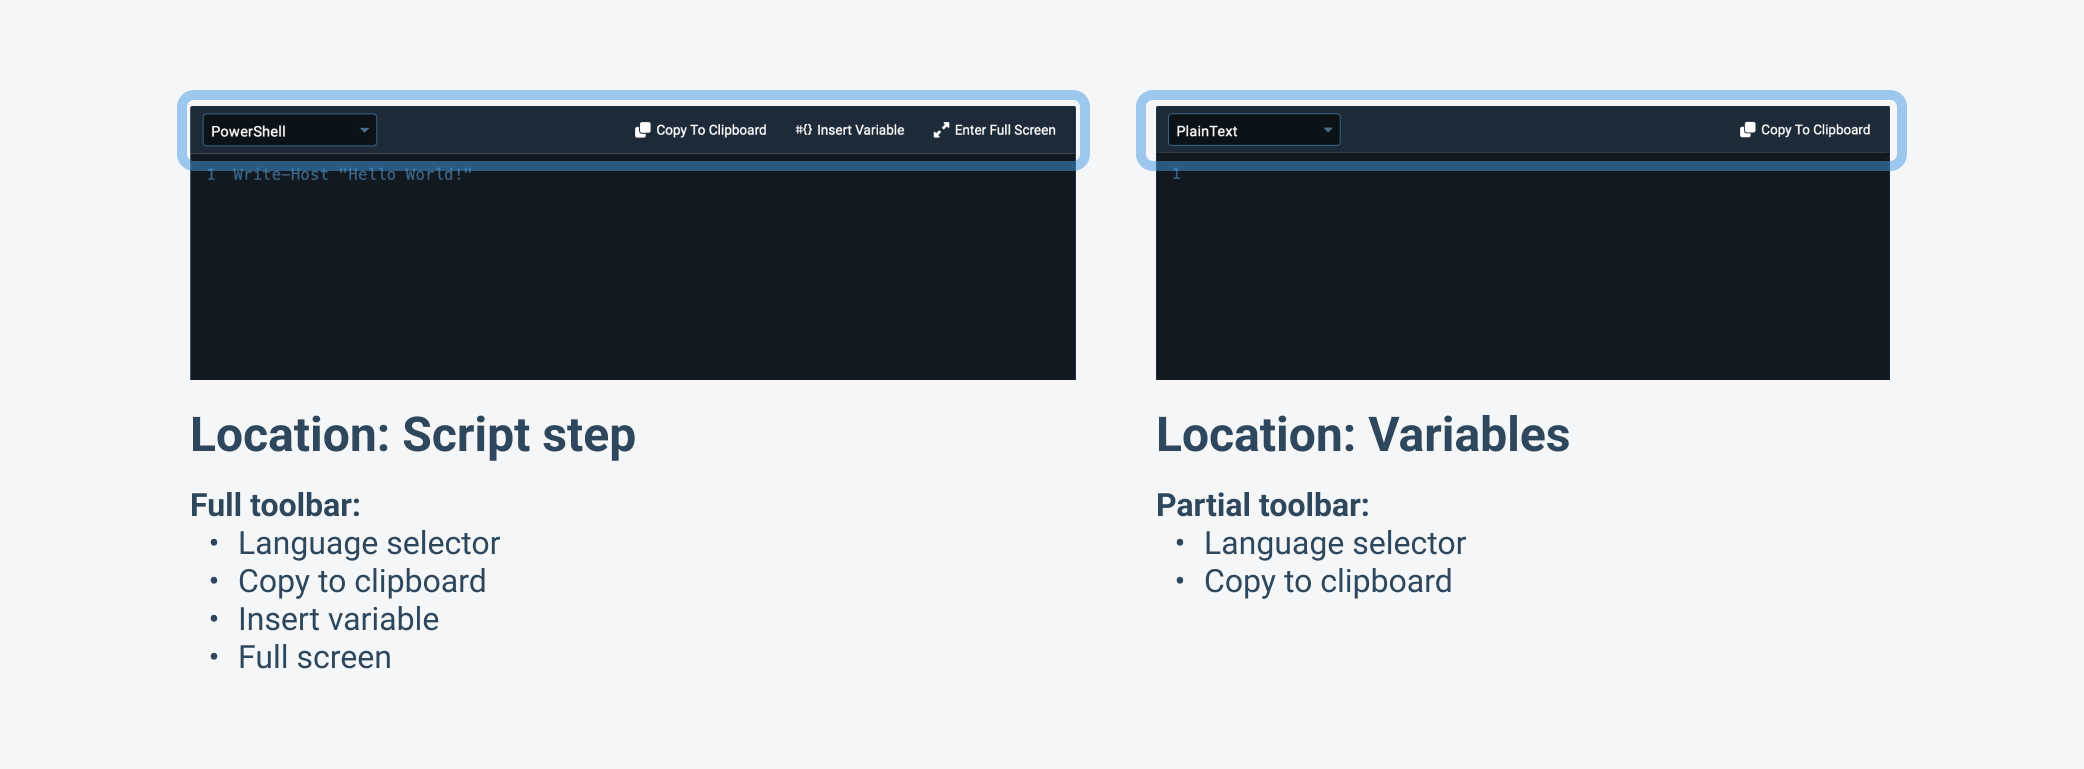 PowerShell
Copy To Clipboard
#{} Insert Variable
Enter Full Screen
1 Write-Host "Hello World!"
Location: Script step
Full toolbar:
• Language selector
• Copy to clipboard
• Insert variable
• Full screen
PlainText
Copy To Clipboard
1
Location: Variables
Partial toolbar:
• Language selector
• Copy to clipboard